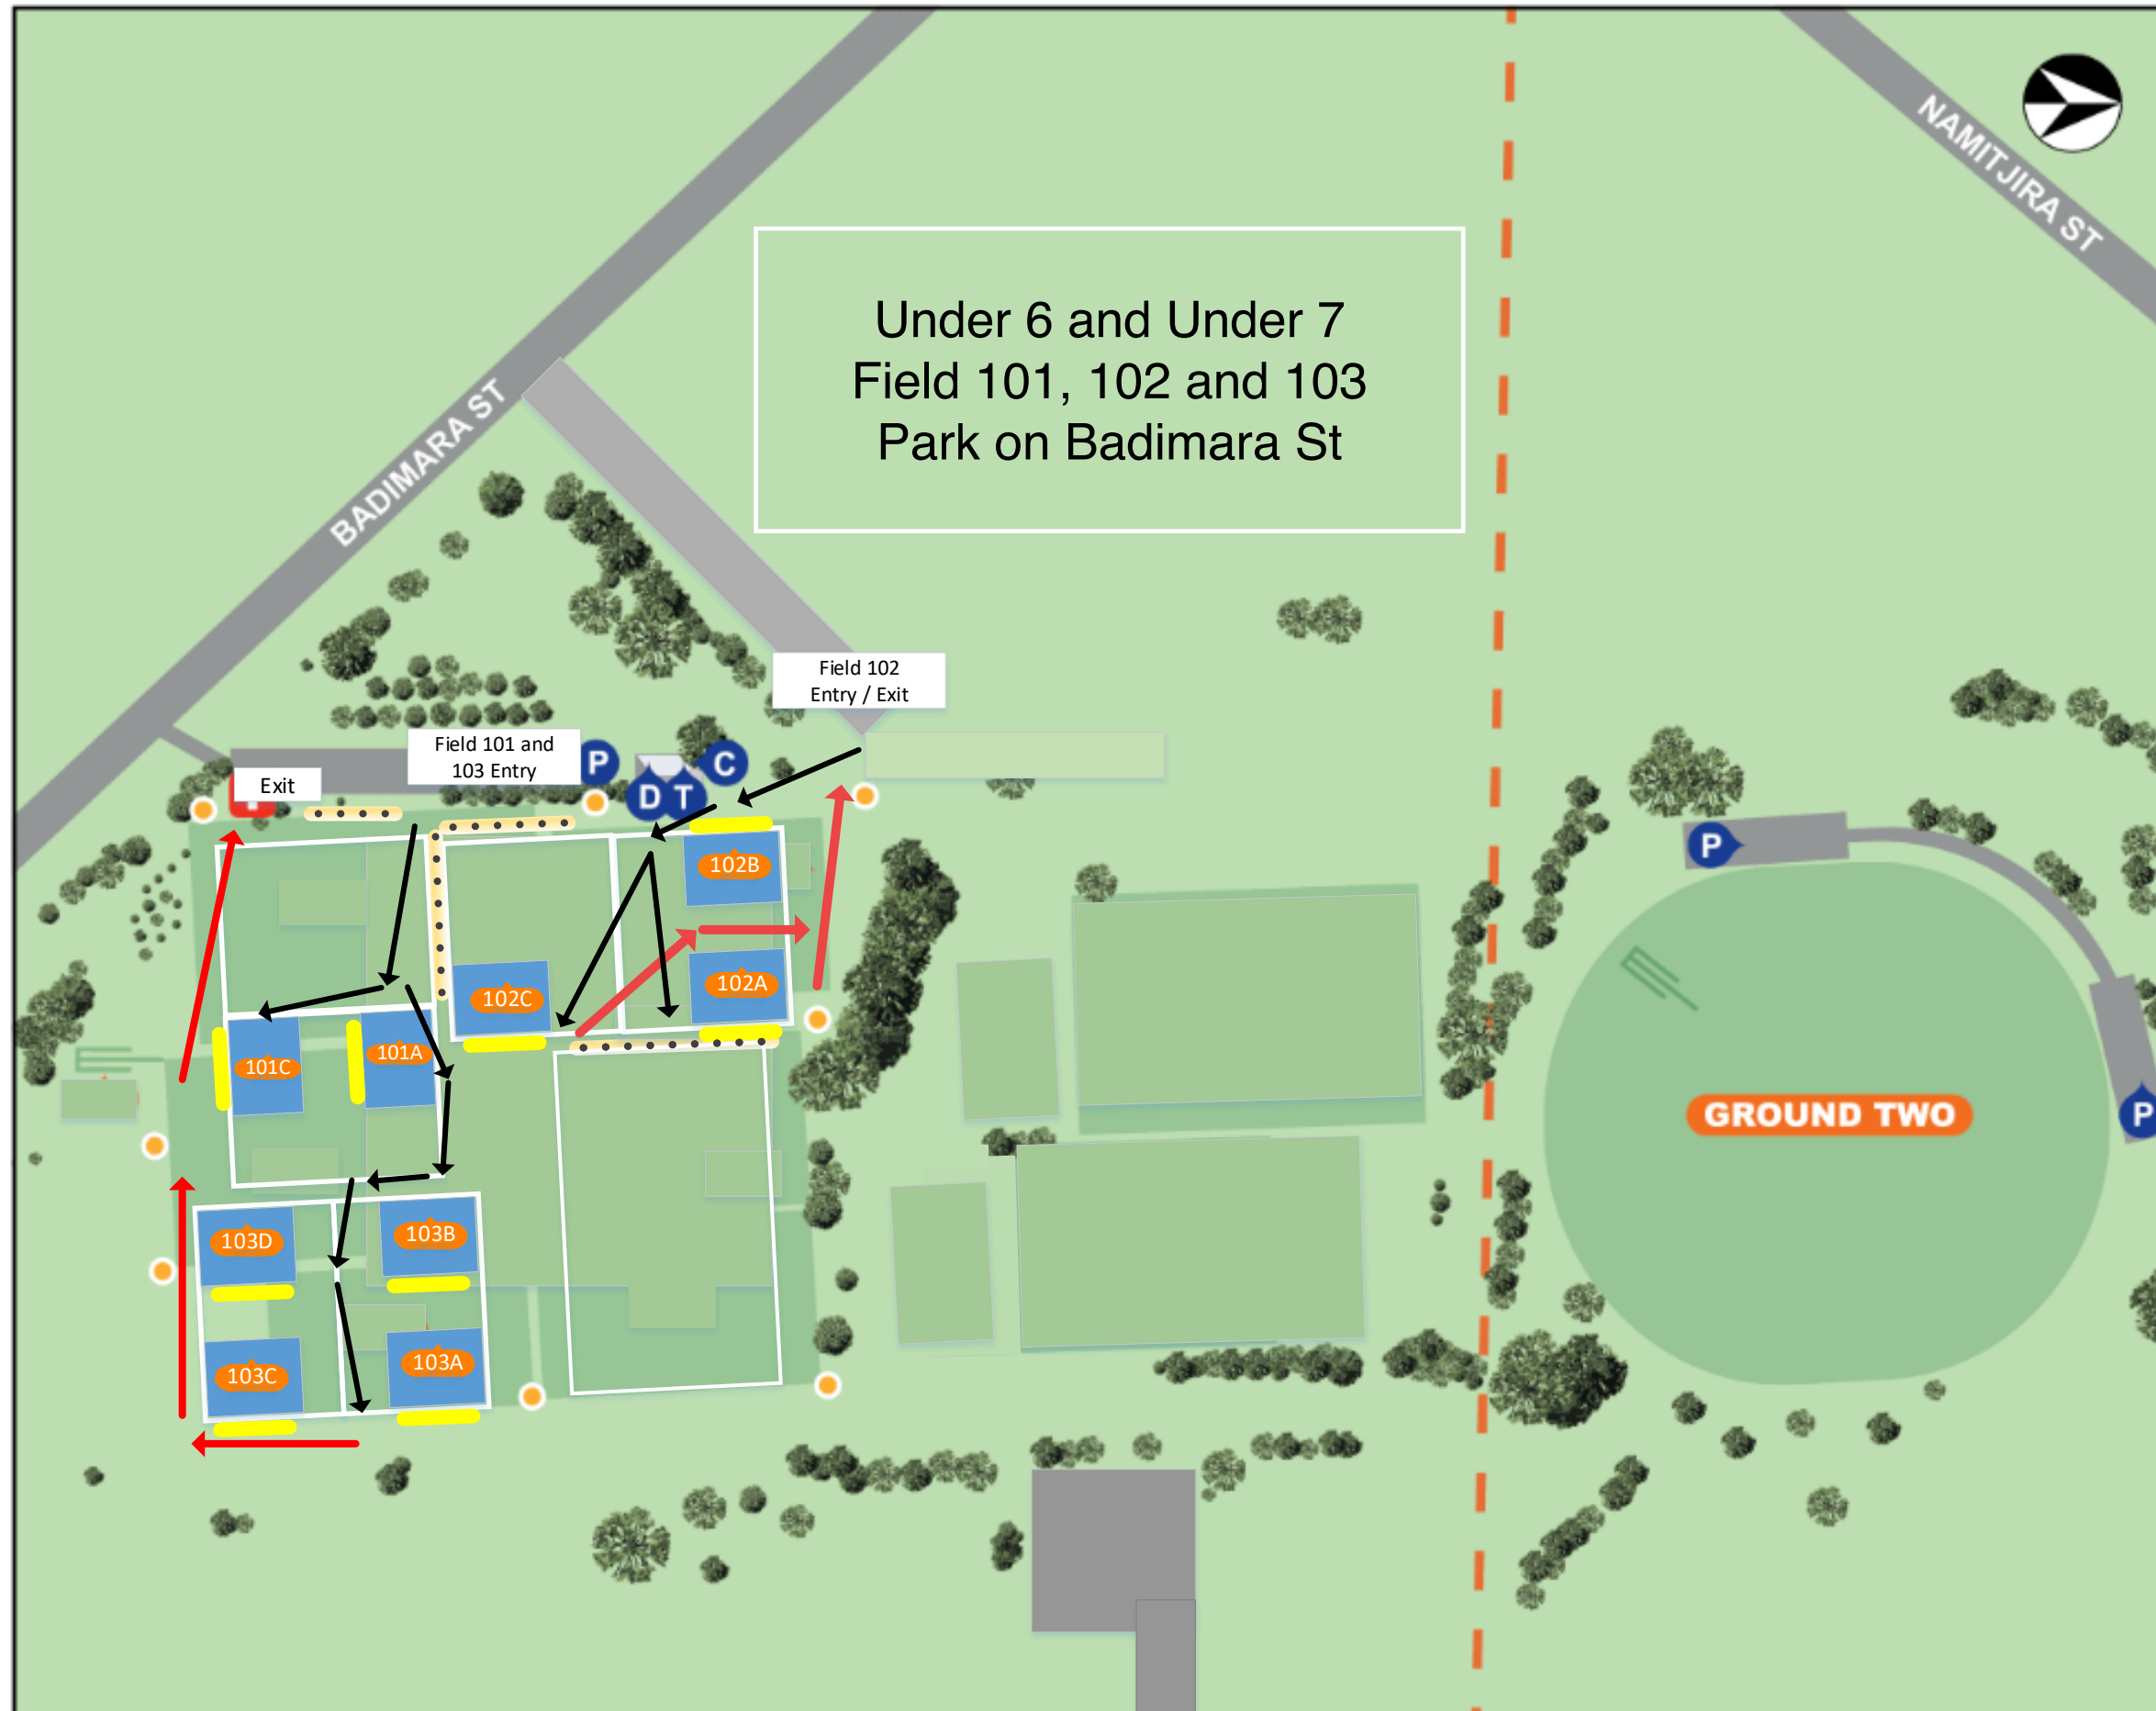 NAMITJIRA ST
Under 6 and Under 7
Field 101, 102 and 103
Park on Badimara St
BADIMARA ST
Field 102
Entry / Exit
Field 101 and
103 Entry
P
C
Exit
D
T
P
102B
102A
102C
101A
101C
GROUND TWO
P
103D
103B
103A
103C